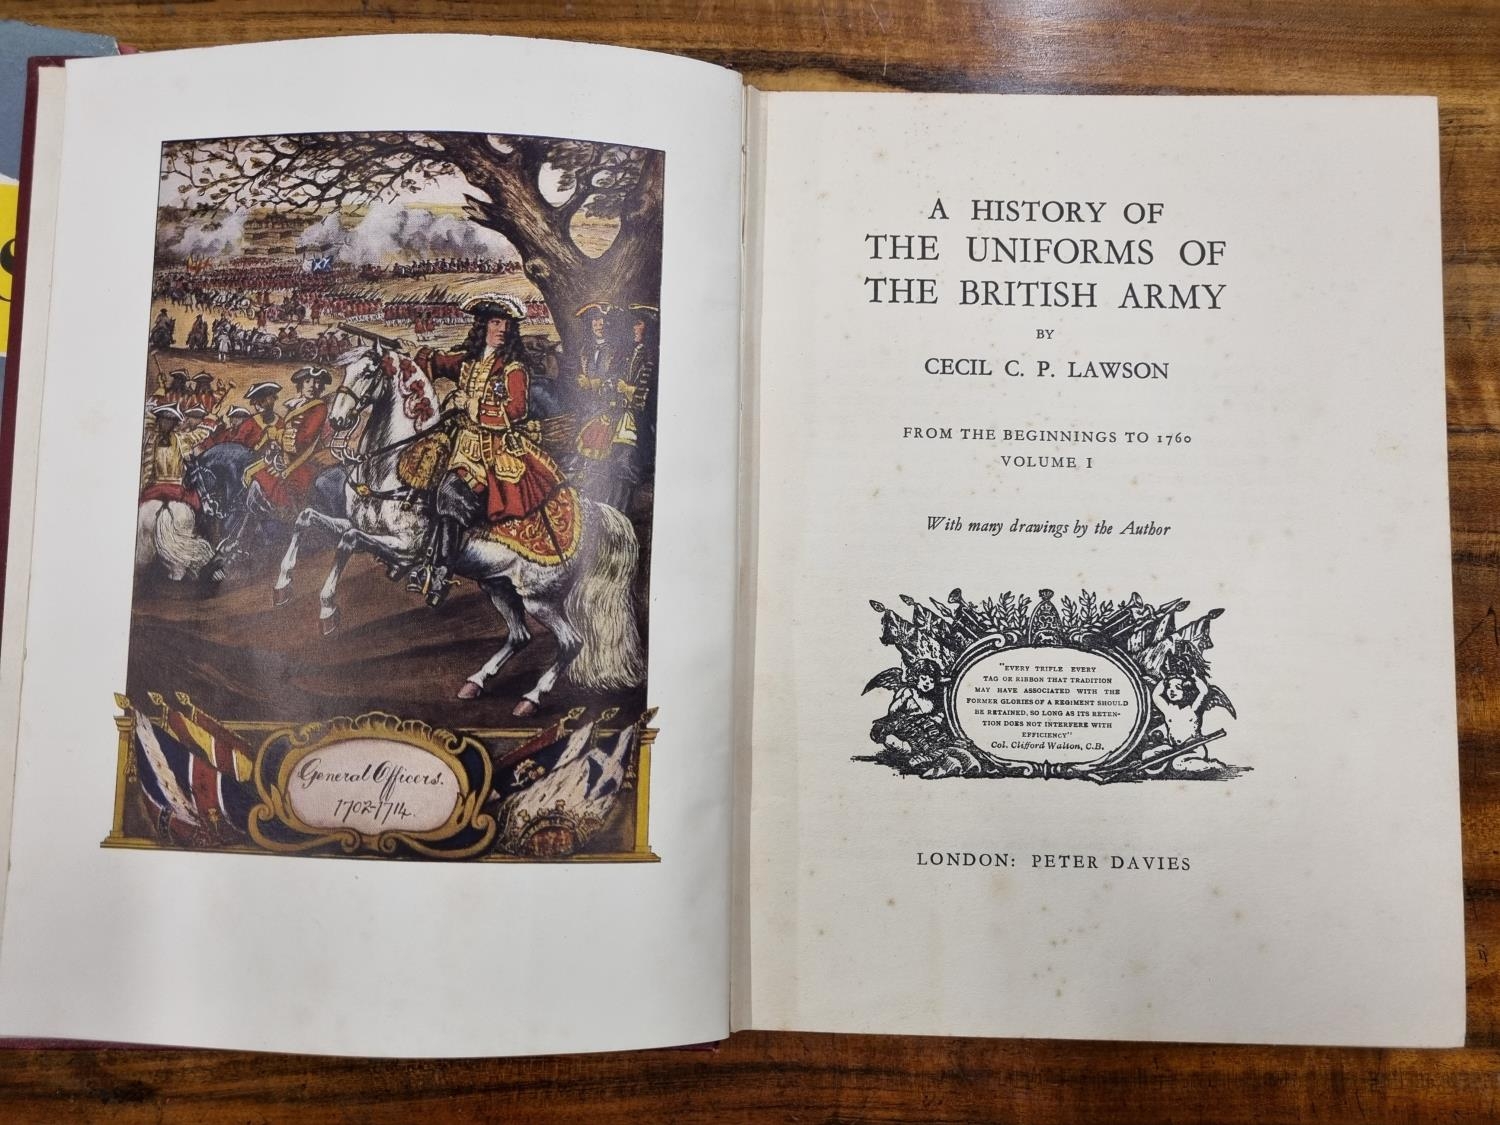 General Officers.
1702-1714.
A HISTORY OF
THE UNIFORMS OF
THE BRITISH ARMY
BY
CECIL C. P. LAWSON
FROM THE BEGINNINGS TO 1760
VOLUME I
With many drawings by the Author
"EVERY TRIFLE EVERY
TAG OR RIBBON THAT TRADITION
MAY HAVE ASSOCIATED WITH THE
FORMER GLORIES OF A REGIMENT SHOULD
BE RETAINED, SO LONG AS ITS RETEN-
TION DOES NOT INTERFERE WITH
EFFICIENCY"
Col. Clifford Walton, C.B.
LONDON: PETER DAVIES